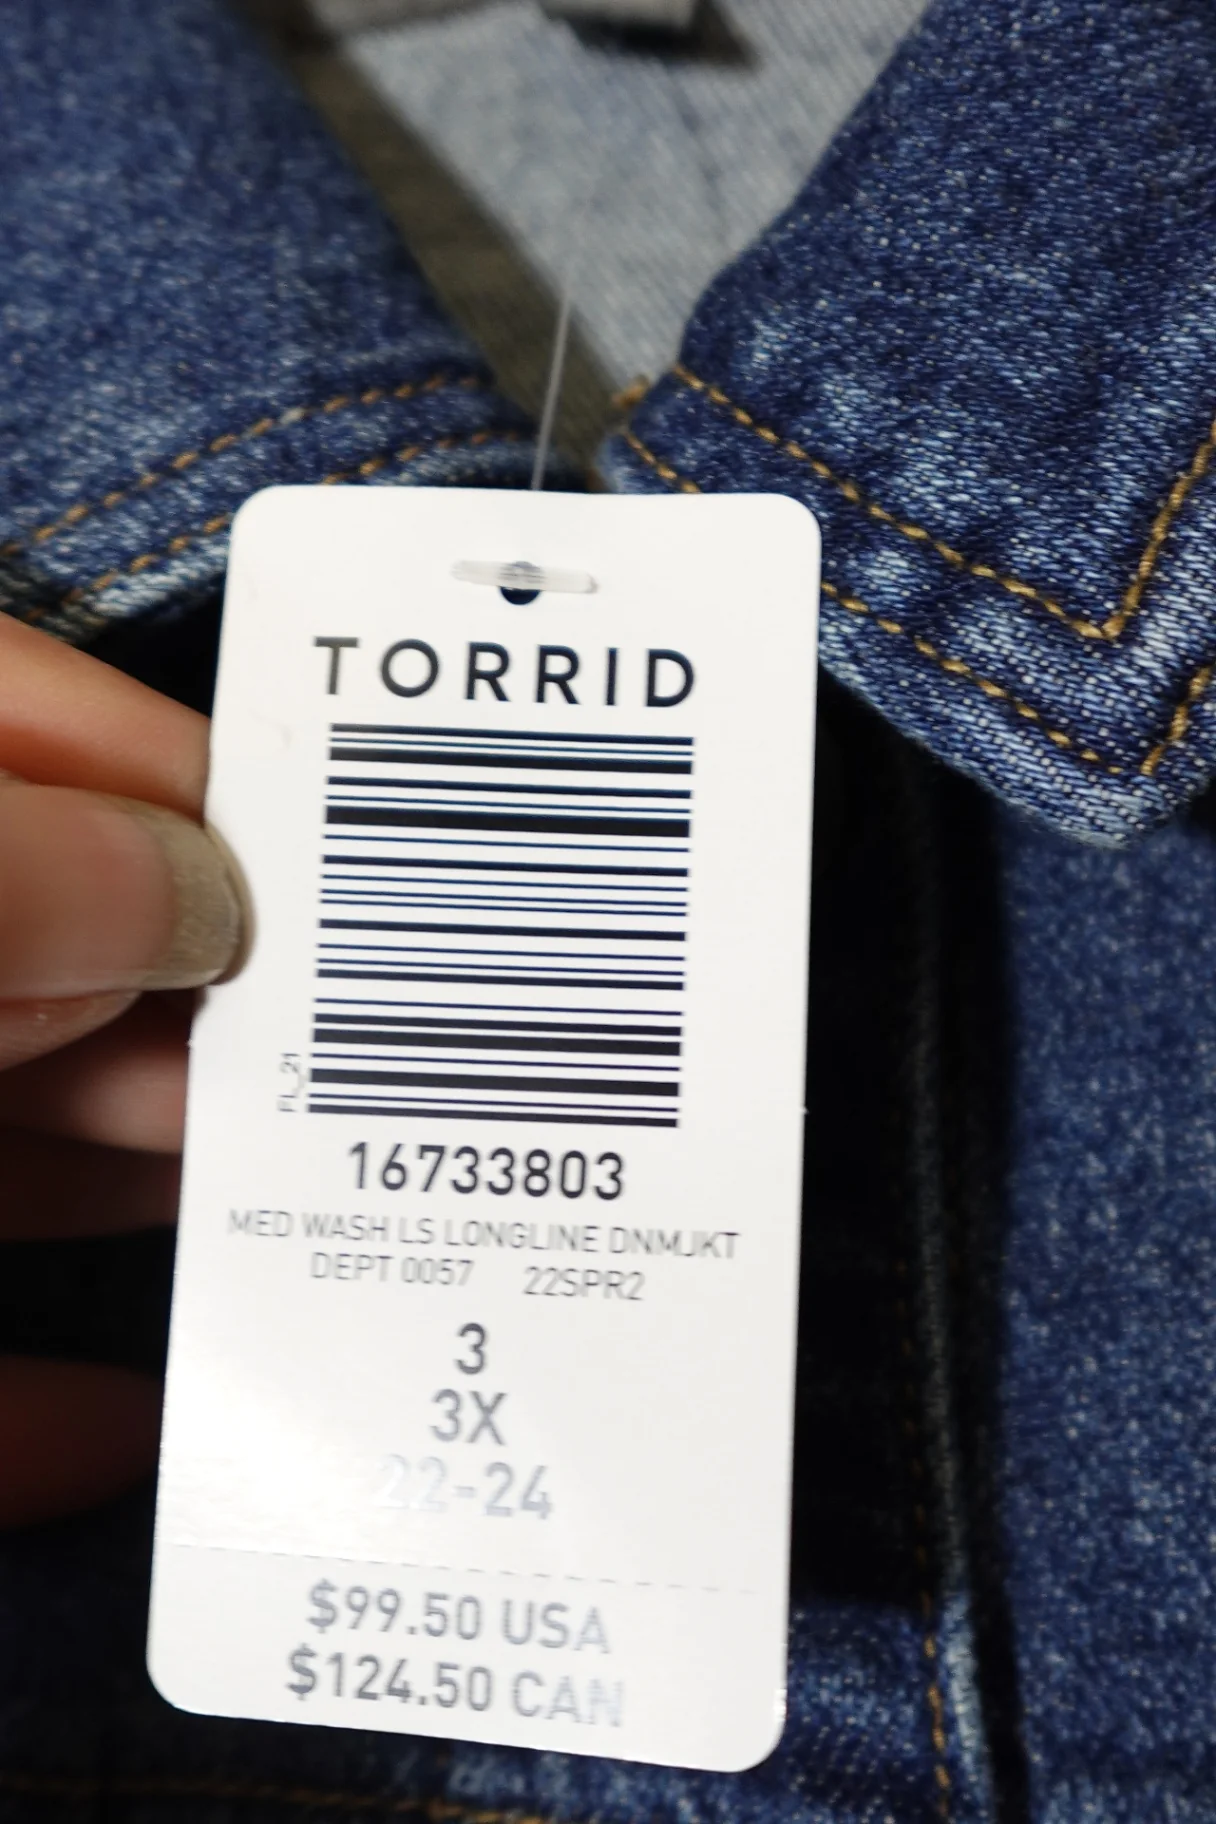 TORRID
FL_21
16733803
MED WASH LS LONGLINE DNMJKT
DEPT 0057 22SPR2
3
3X
22-24
$99.50 USA
$124.50 CAN